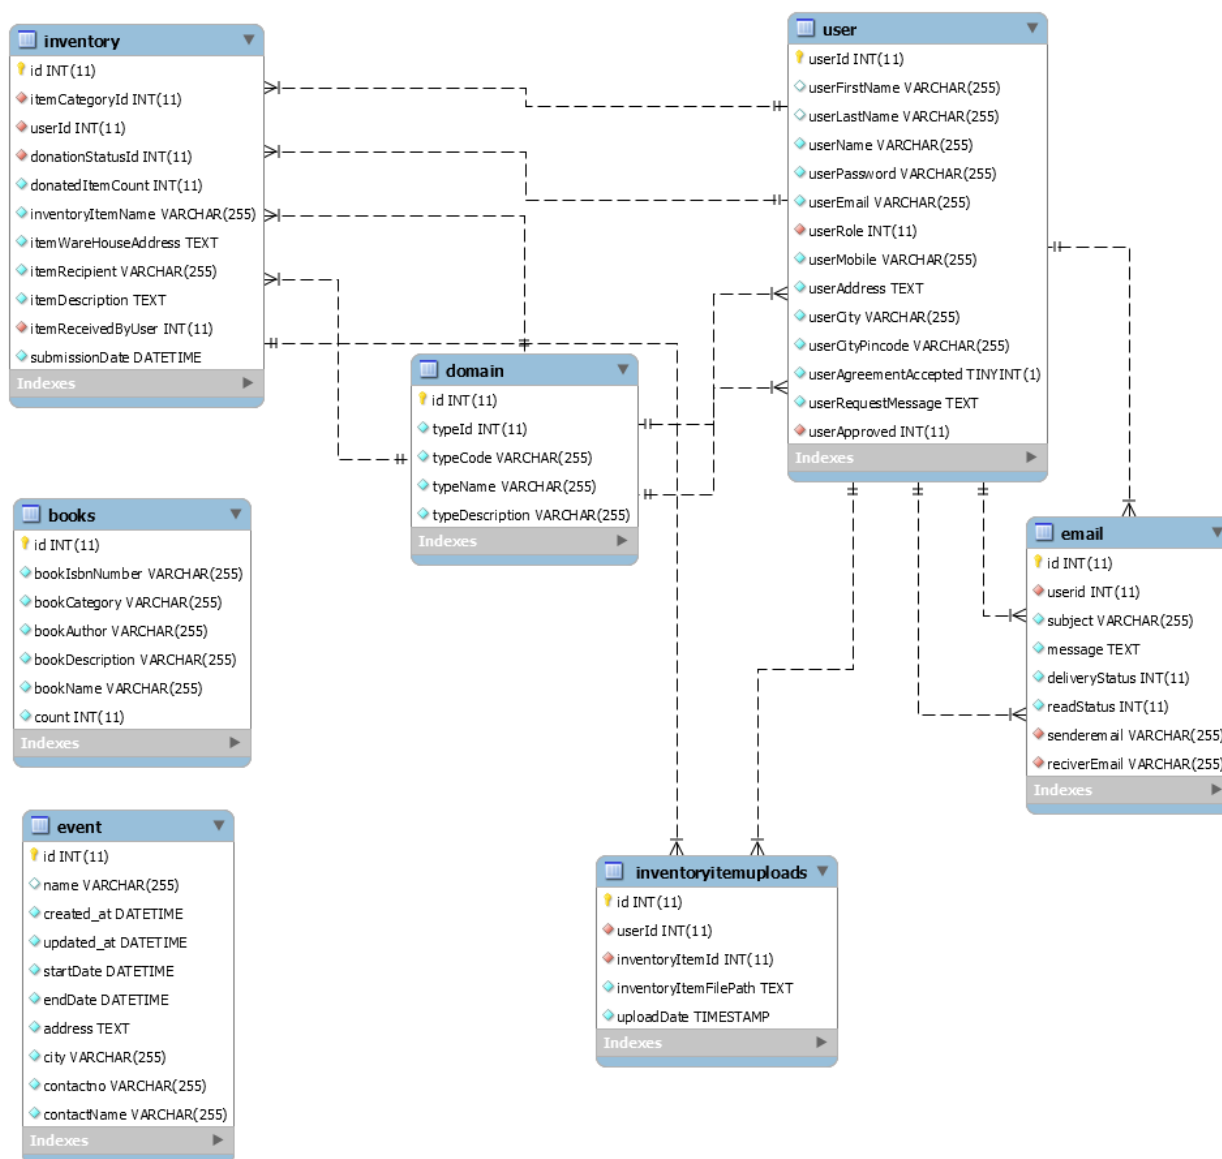 inventory
id INT(11)
itemCategoryId INT(11)
userId INT(11)
donationStatusId INT(11)
donatedItemCount INT(11)
inventoryItemName VARCHAR(255)
itemWareHouseAddress TEXT
itemRecipient VARCHAR(255)
itemDescription TEXT
itemReceivedByUser INT(11)
submissionDate DATETIME
Indexes
user
userId INT(11)
userFirstName VARCHAR(255)
userLastName VARCHAR(255)
userName VARCHAR(255)
userPassword VARCHAR(255)
userEmail VARCHAR(255)
userRole INT(11)
userMobile VARCHAR(255)
userAddress TEXT
userCity VARCHAR(255)
userCityPincode VARCHAR(255)
userAgreementAccepted TINYINT(1)
userRequestMessage TEXT
userApproved INT(11)
Indexes
domain
id INT(11)
typeId INT(11)
typeCode VARCHAR(255)
typeName VARCHAR(255)
typeDescription VARCHAR(255)
Indexes
books
id INT(11)
bookIsbnNumber VARCHAR(255)
bookCategory VARCHAR(255)
bookAuthor VARCHAR(255)
bookDescription VARCHAR(255)
bookName VARCHAR(255)
count INT(11)
Indexes
email
id INT(11)
userid INT(11)
subject VARCHAR(255)
message TEXT
deliveryStatus INT(11)
readStatus INT(11)
senderemail VARCHAR(255)
reciverEmail VARCHAR(255)
Indexes
event
id INT(11)
name VARCHAR(255)
created_at DATETIME
updated_at DATETIME
startDate DATETIME
endDate DATETIME
address TEXT
city VARCHAR(255)
contactno VARCHAR(255)
contactName VARCHAR(255)
Indexes
inventoryitemuploads
id INT(11)
userId INT(11)
inventoryItemId INT(11)
inventoryItemFilePath TEXT
uploadDate TIMESTAMP
Indexes